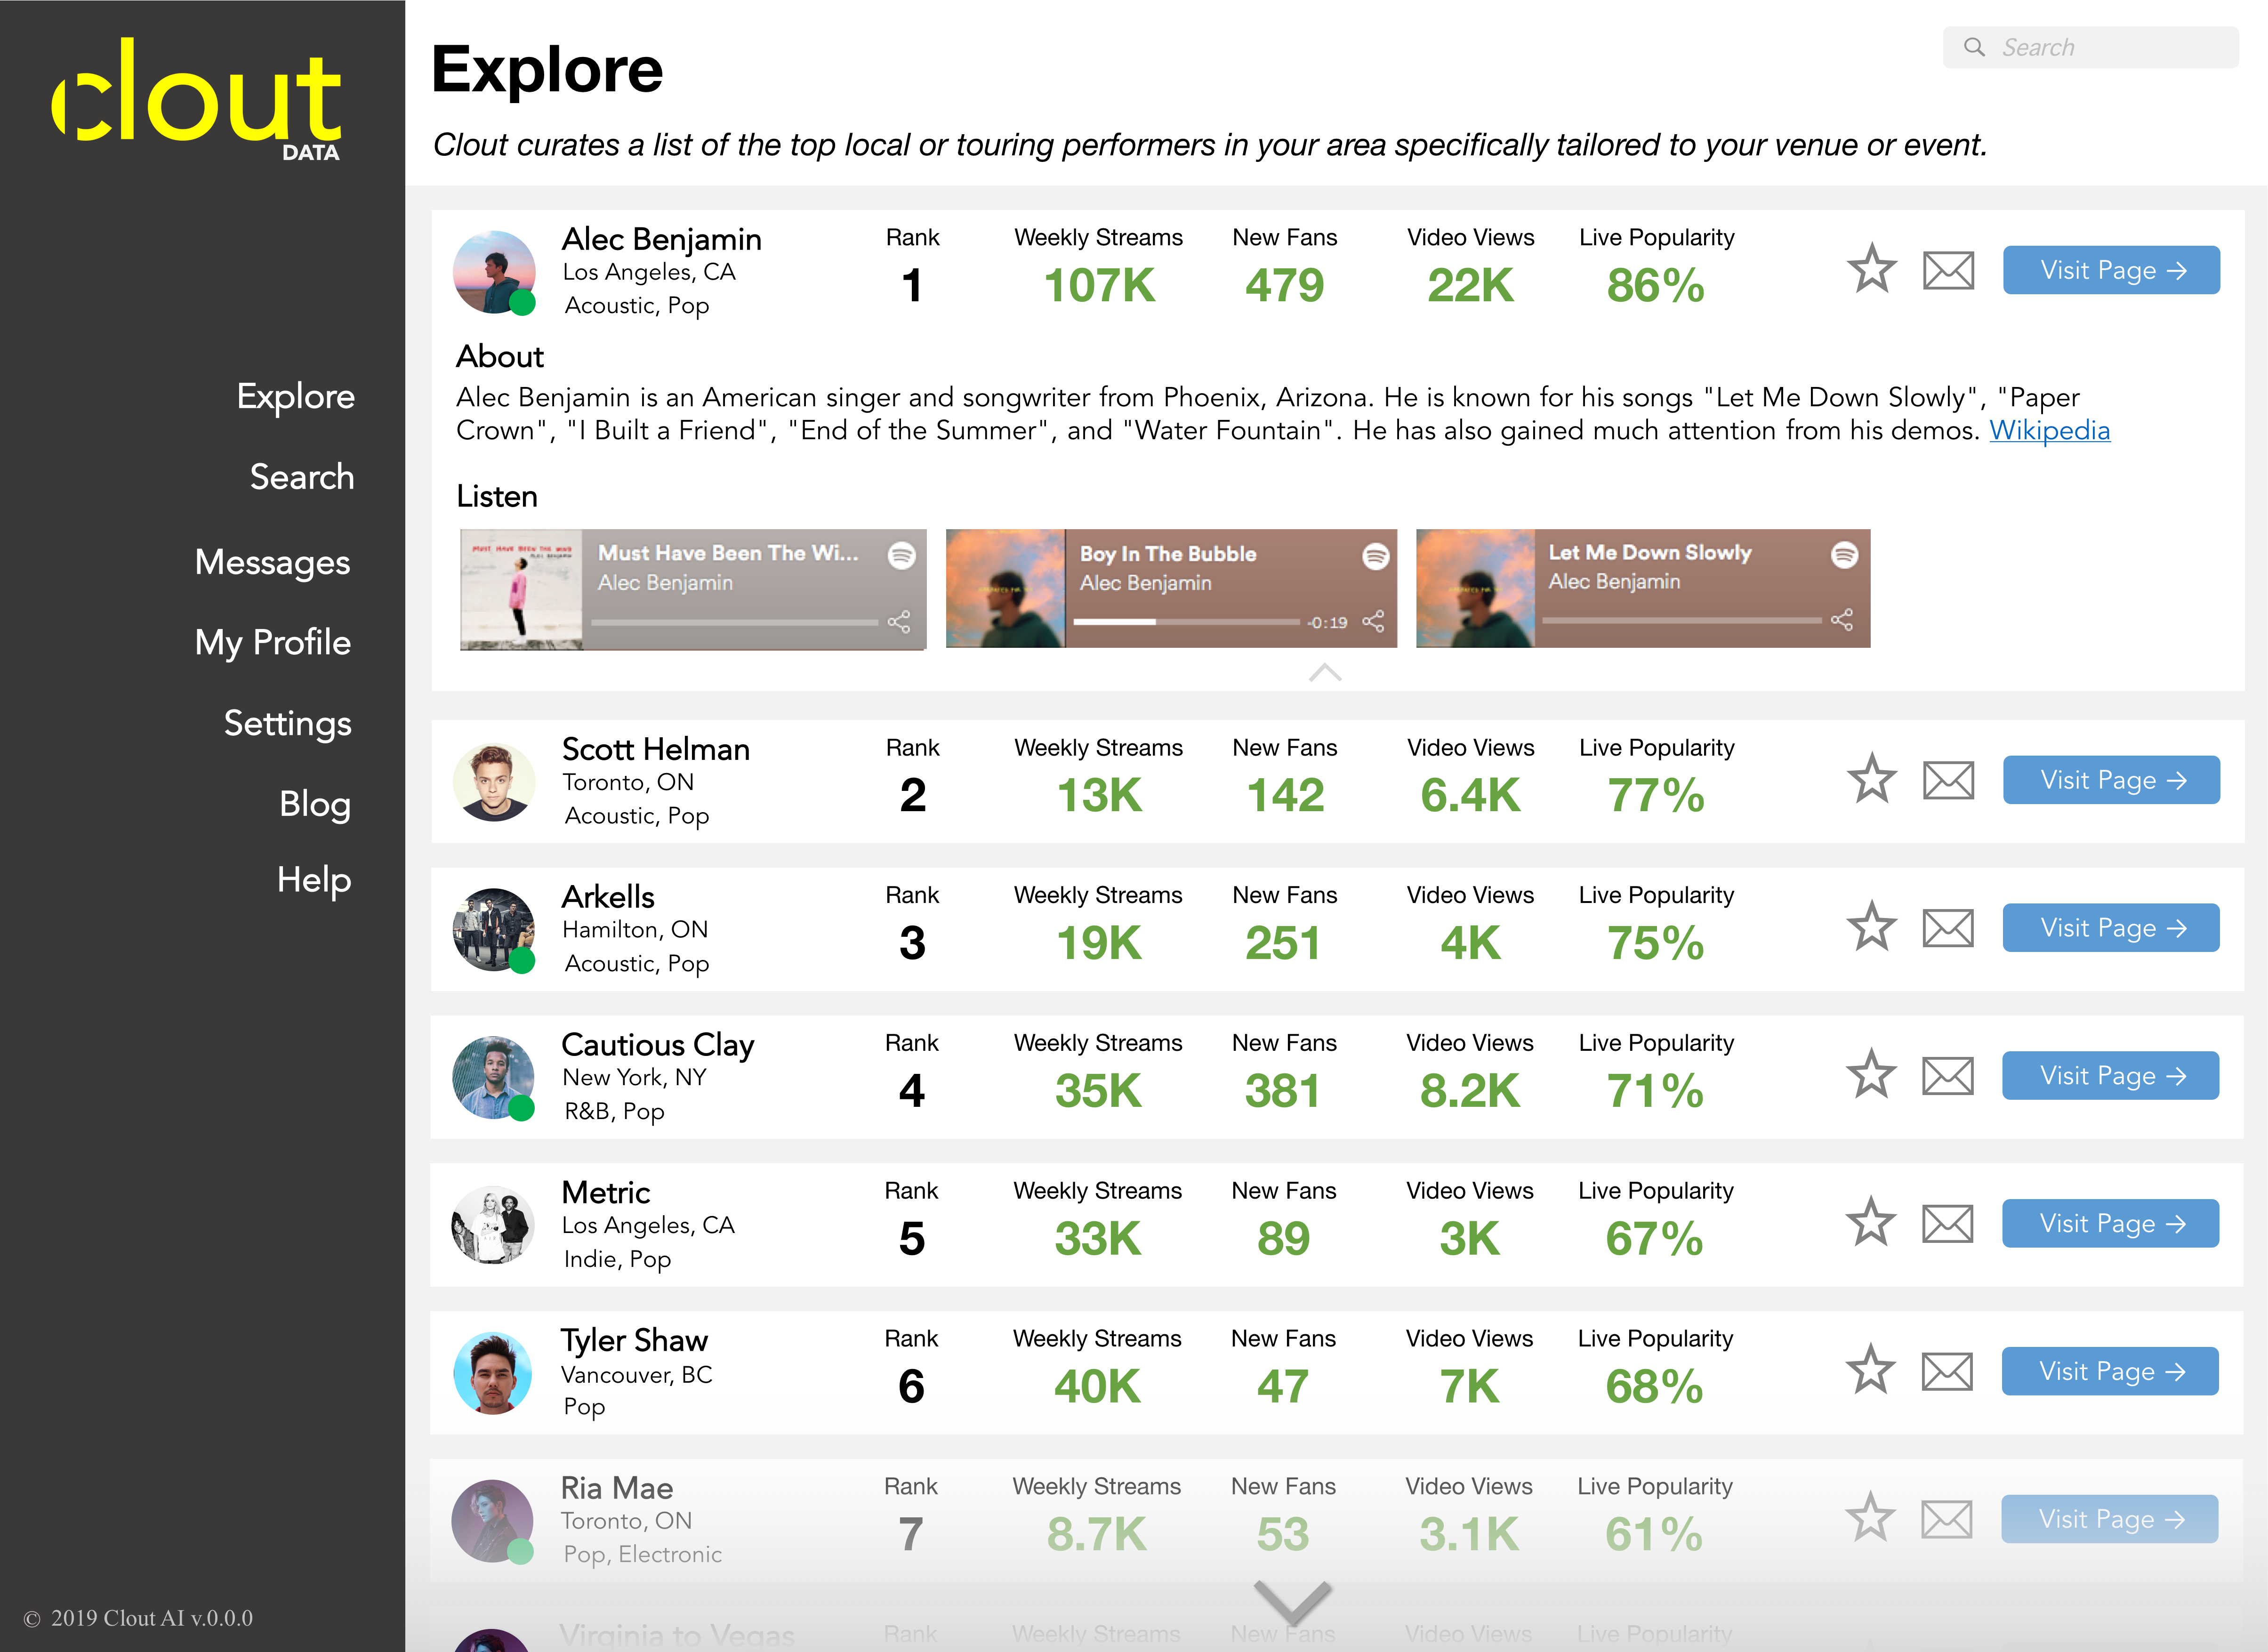 clout
DATA
Explore
Search
Messages
My Profile
Settings
Blog
Help
© 2019 Clout AI v.0.0.0
Explore
Search
Clout curates a list of the top local or touring performers in your area specifically tailored to your venue or event.
Alec Benjamin
Los Angeles, CA
Acoustic, Pop
Rank Weekly Streams New Fans Video Views Live Popularity
1 107K 479 22K 86%
Visit Page →
About
Alec Benjamin is an American singer and songwriter from Phoenix, Arizona. He is known for his songs "Let Me Down Slowly", "Paper
Crown", "I Built a Friend", "End of the Summer", and "Water Fountain". He has also gained much attention from his demos. Wikipedia
Listen
MUST HAVE BEEN THE WIND
ALEC BENJAMIN
Must Have Been The Wi...
Alec Benjamin
Boy In The Bubble
Alec Benjamin
-0:19
Let Me Down Slowly
Alec Benjamin
Scott Helman
Toronto, ON
Acoustic, Pop
Rank Weekly Streams New Fans Video Views Live Popularity
2 13K 142 6.4K 77%
Visit Page →
Arkells
Hamilton, ON
Acoustic, Pop
Rank Weekly Streams New Fans Video Views Live Popularity
3 19K 251 4K 75%
Visit Page →
Cautious Clay
New York, NY
R&B, Pop
Rank Weekly Streams New Fans Video Views Live Popularity
4 35K 381 8.2K 71%
Visit Page →
Metric
Los Angeles, CA
Indie, Pop
Rank Weekly Streams New Fans Video Views Live Popularity
5 33K 89 3K 67%
Visit Page →
Tyler Shaw
Vancouver, BC
Pop
Rank Weekly Streams New Fans Video Views Live Popularity
6 40K 47 7K 68%
Visit Page →
Ria Mae
Toronto, ON
Pop, Electronic
Rank Weekly Streams New Fans Video Views Live Popularity
7 8.7K 53 3.1K 61%
Visit Page →
Virginia to Vegas
Rank Weekly Streams New Fans Video Views Live Popularity